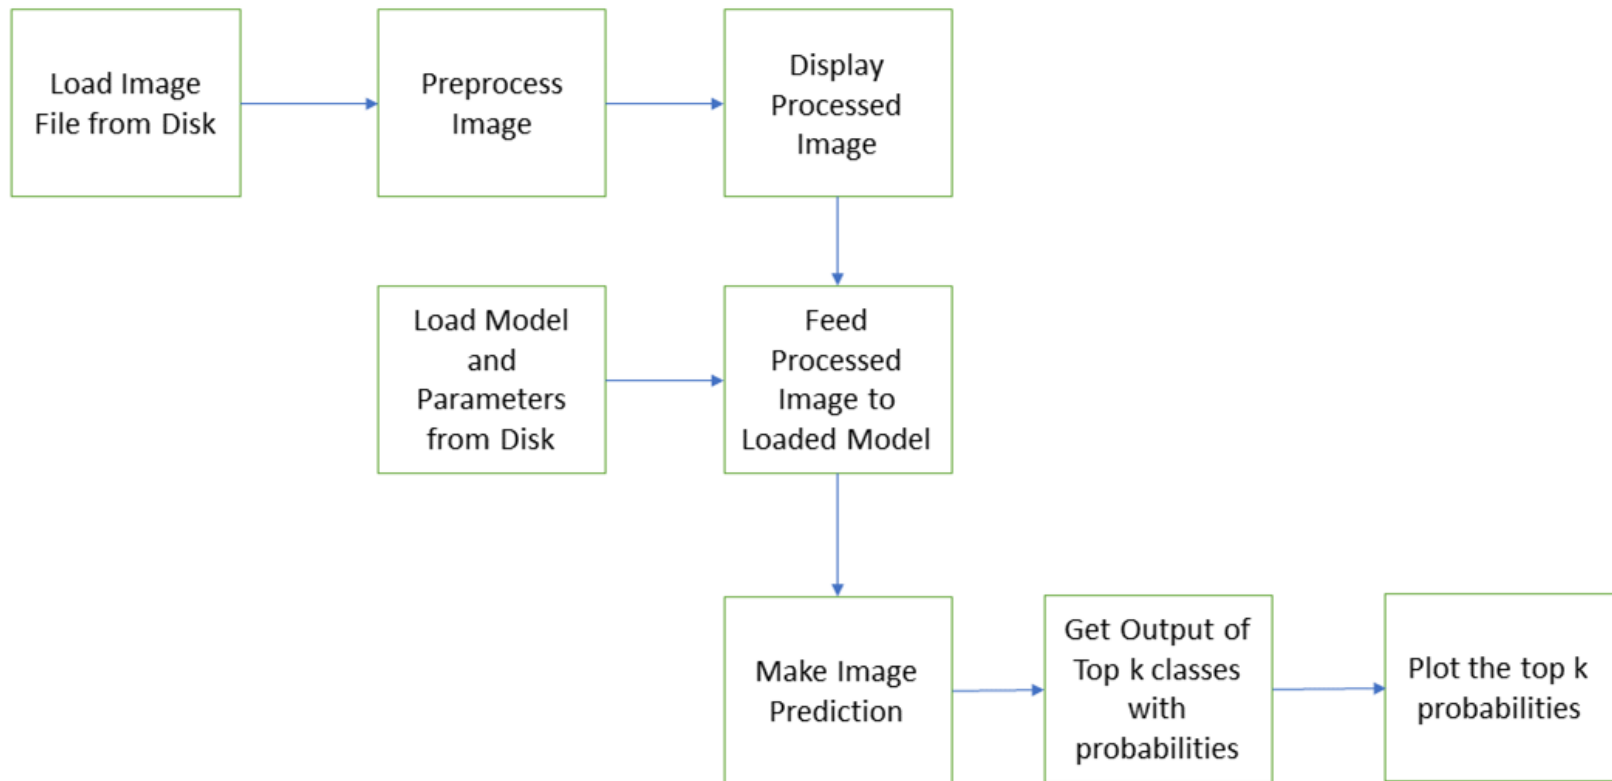 Load Image
File from Disk
Preprocess
Image
Display
Processed
Image
Load Model
and
Parameters
from Disk
Feed
Processed
Image to
Loaded Model
Make Image
Prediction
Get Output of
Top k classes
with
probabilities
Plot the top k
probabilities